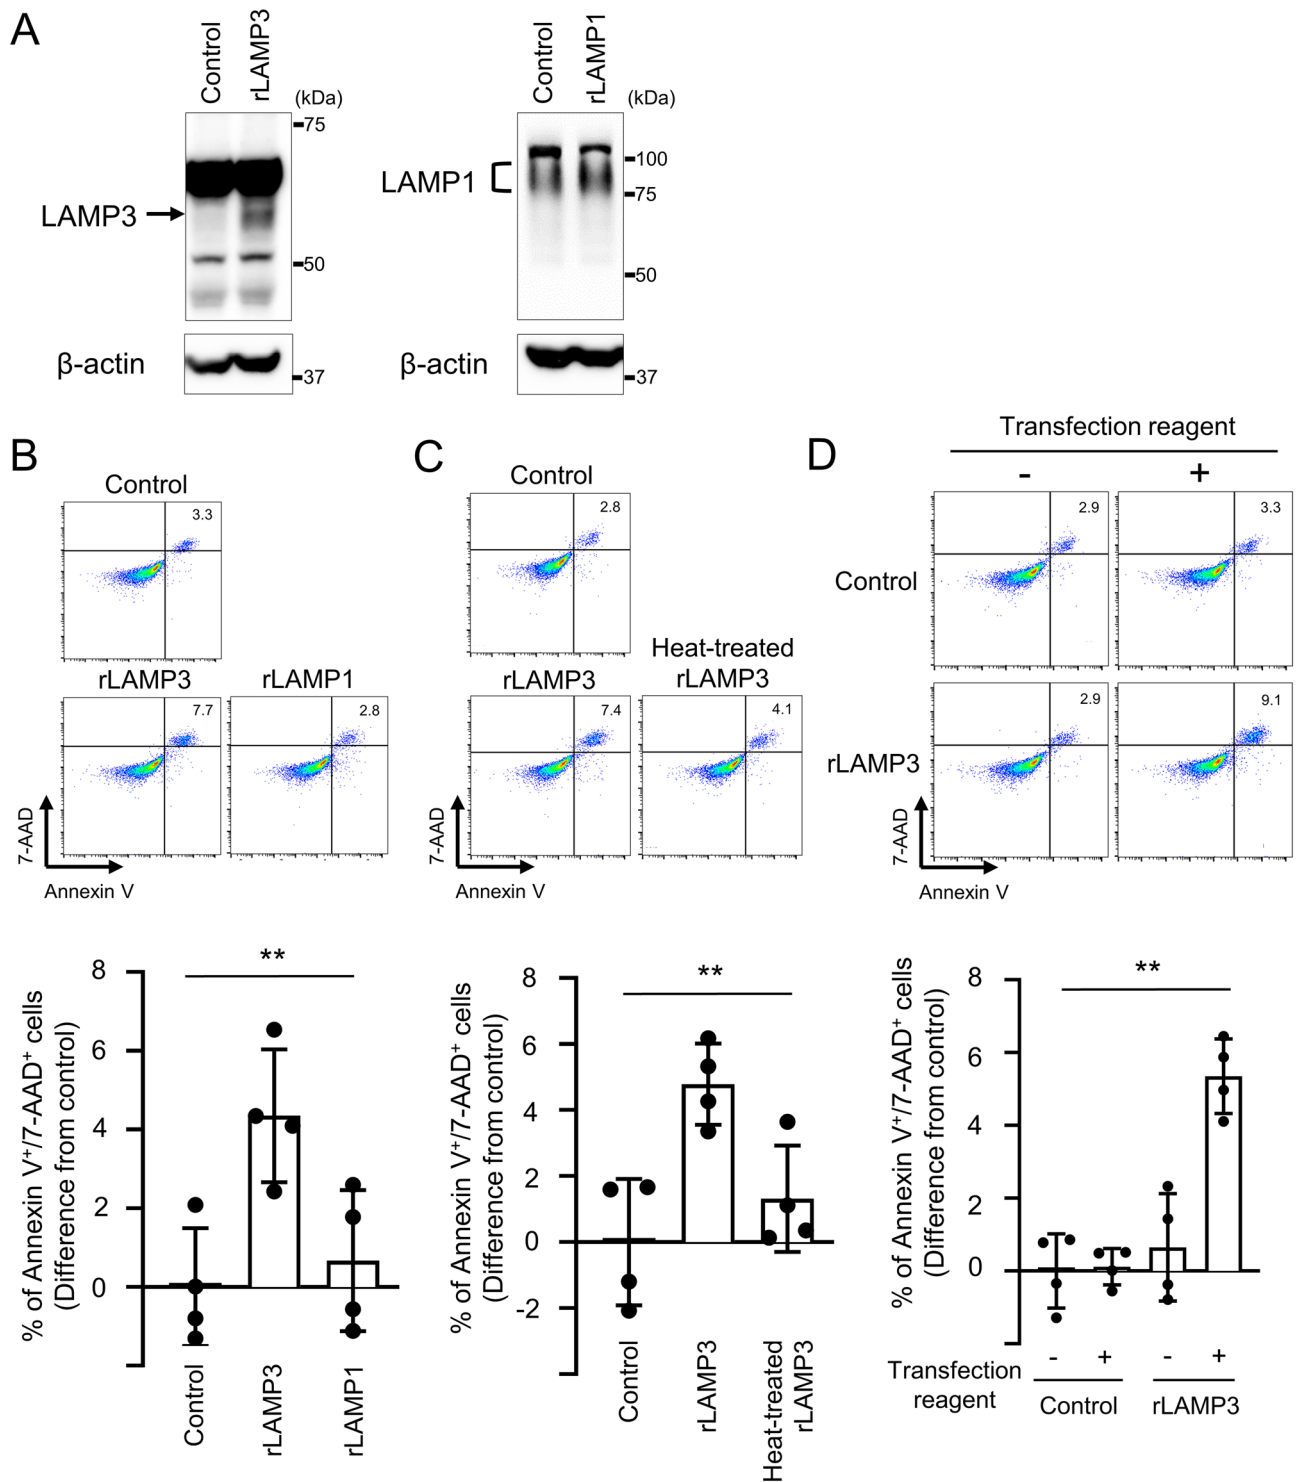 A
Control
rLAMP3
(kDa)
75
LAMP3
50
β-actin
37
Control
rLAMP1
(kDa)
100
LAMP1
75
50
β-actin
37
B
Control
3.3
rLAMP3
7.7
rLAMP1
2.8
7-AAD
Annexin V
% of Annexin V+/7-AAD+ cells
(Difference from control)
**
8
6
4
2
0
Control
rLAMP3
rLAMP1
C
Control
2.8
rLAMP3
7.4
Heat-treated
rLAMP3
4.1
7-AAD
Annexin V
% of Annexin V+/7-AAD+ cells
(Difference from control)
**
8
6
4
2
0
-2
Control
rLAMP3
Heat-treated
rLAMP3
D
Transfection reagent
- +
Control
2.9
3.3
rLAMP3
2.9
9.1
7-AAD
Annexin V
% of Annexin V+/7-AAD+ cells
(Difference from control)
**
8
6
4
2
0
Transfection
reagent
- + - +
Control rLAMP3